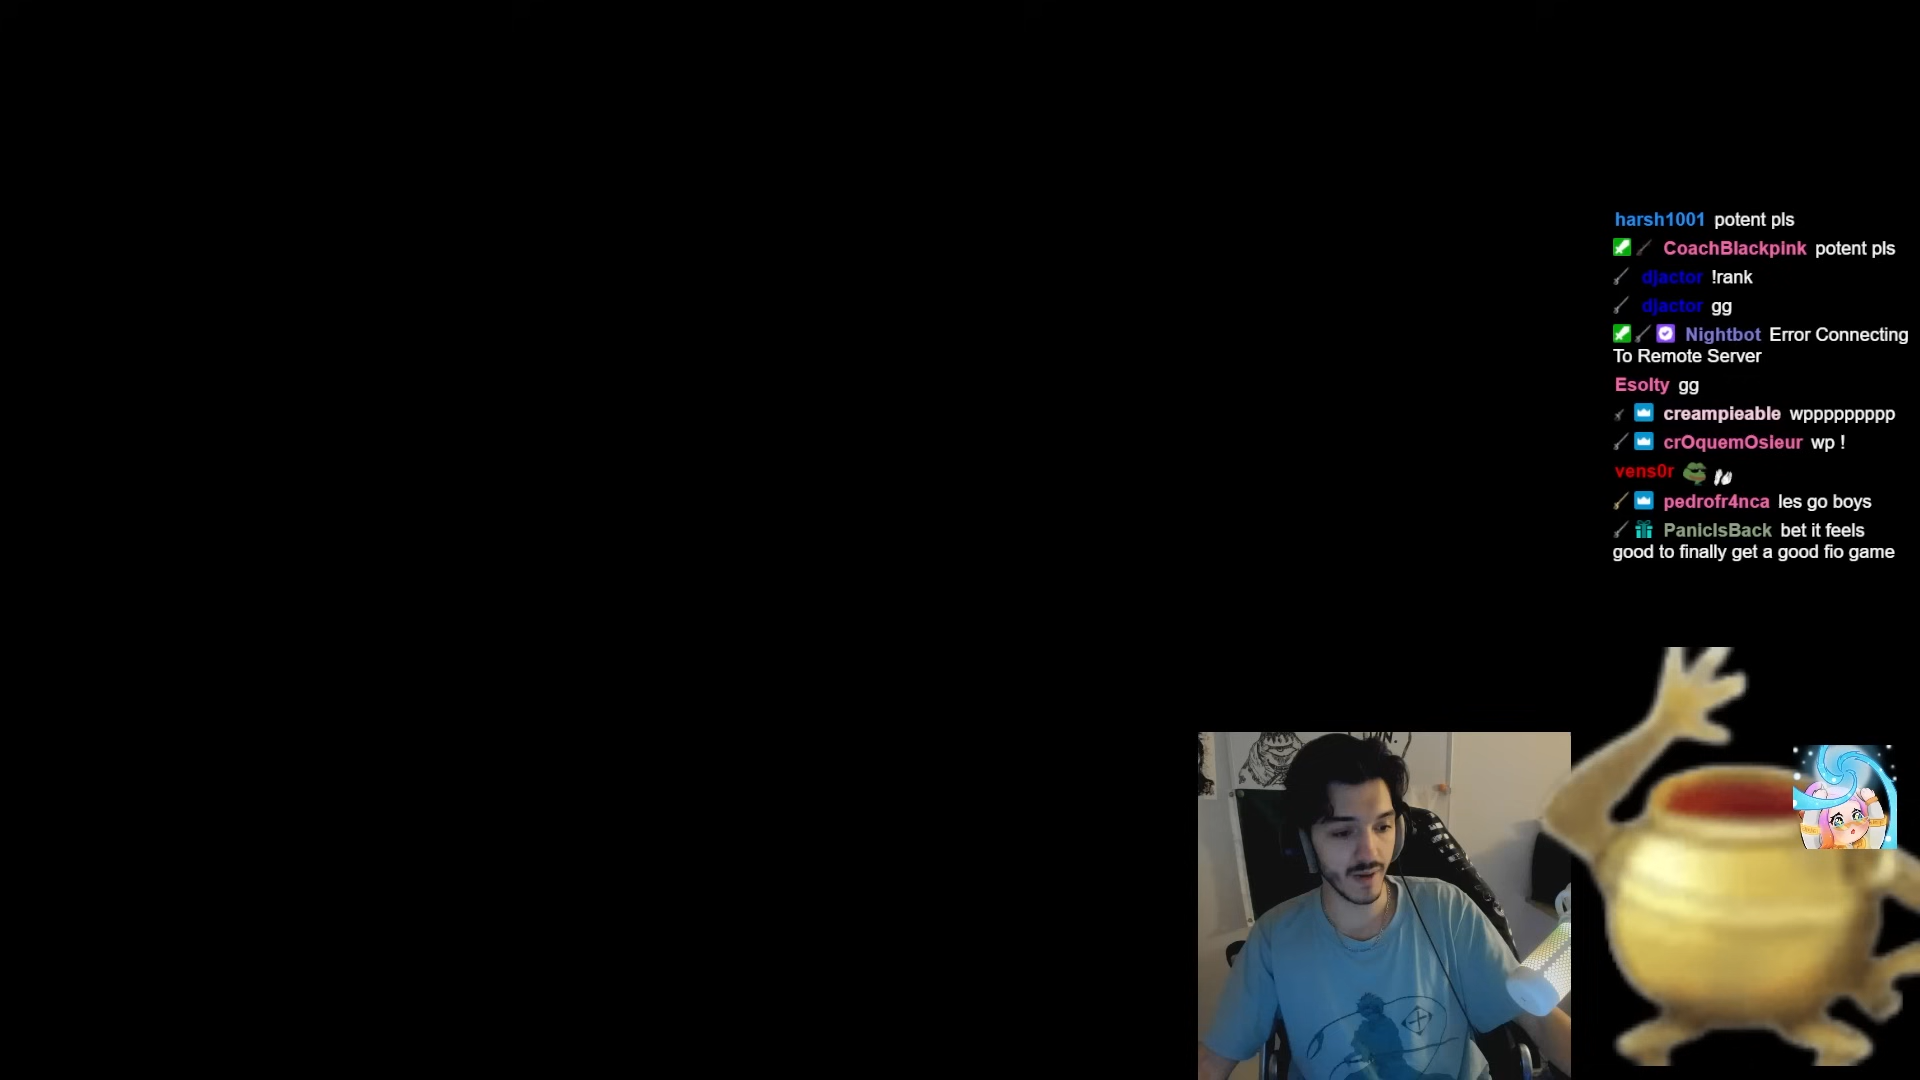 harsh1001 potent pls
CoachBlackpink potent pls
djactor !rank
djactor gg
Nightbot Error Connecting
To Remote Server
Esolty gg
creampieable wppppppppp
crOquemOsieur wp !
vens0r
pedrofr4nca les go boys
PanicIsBack bet it feels
good to finally get a good fio game